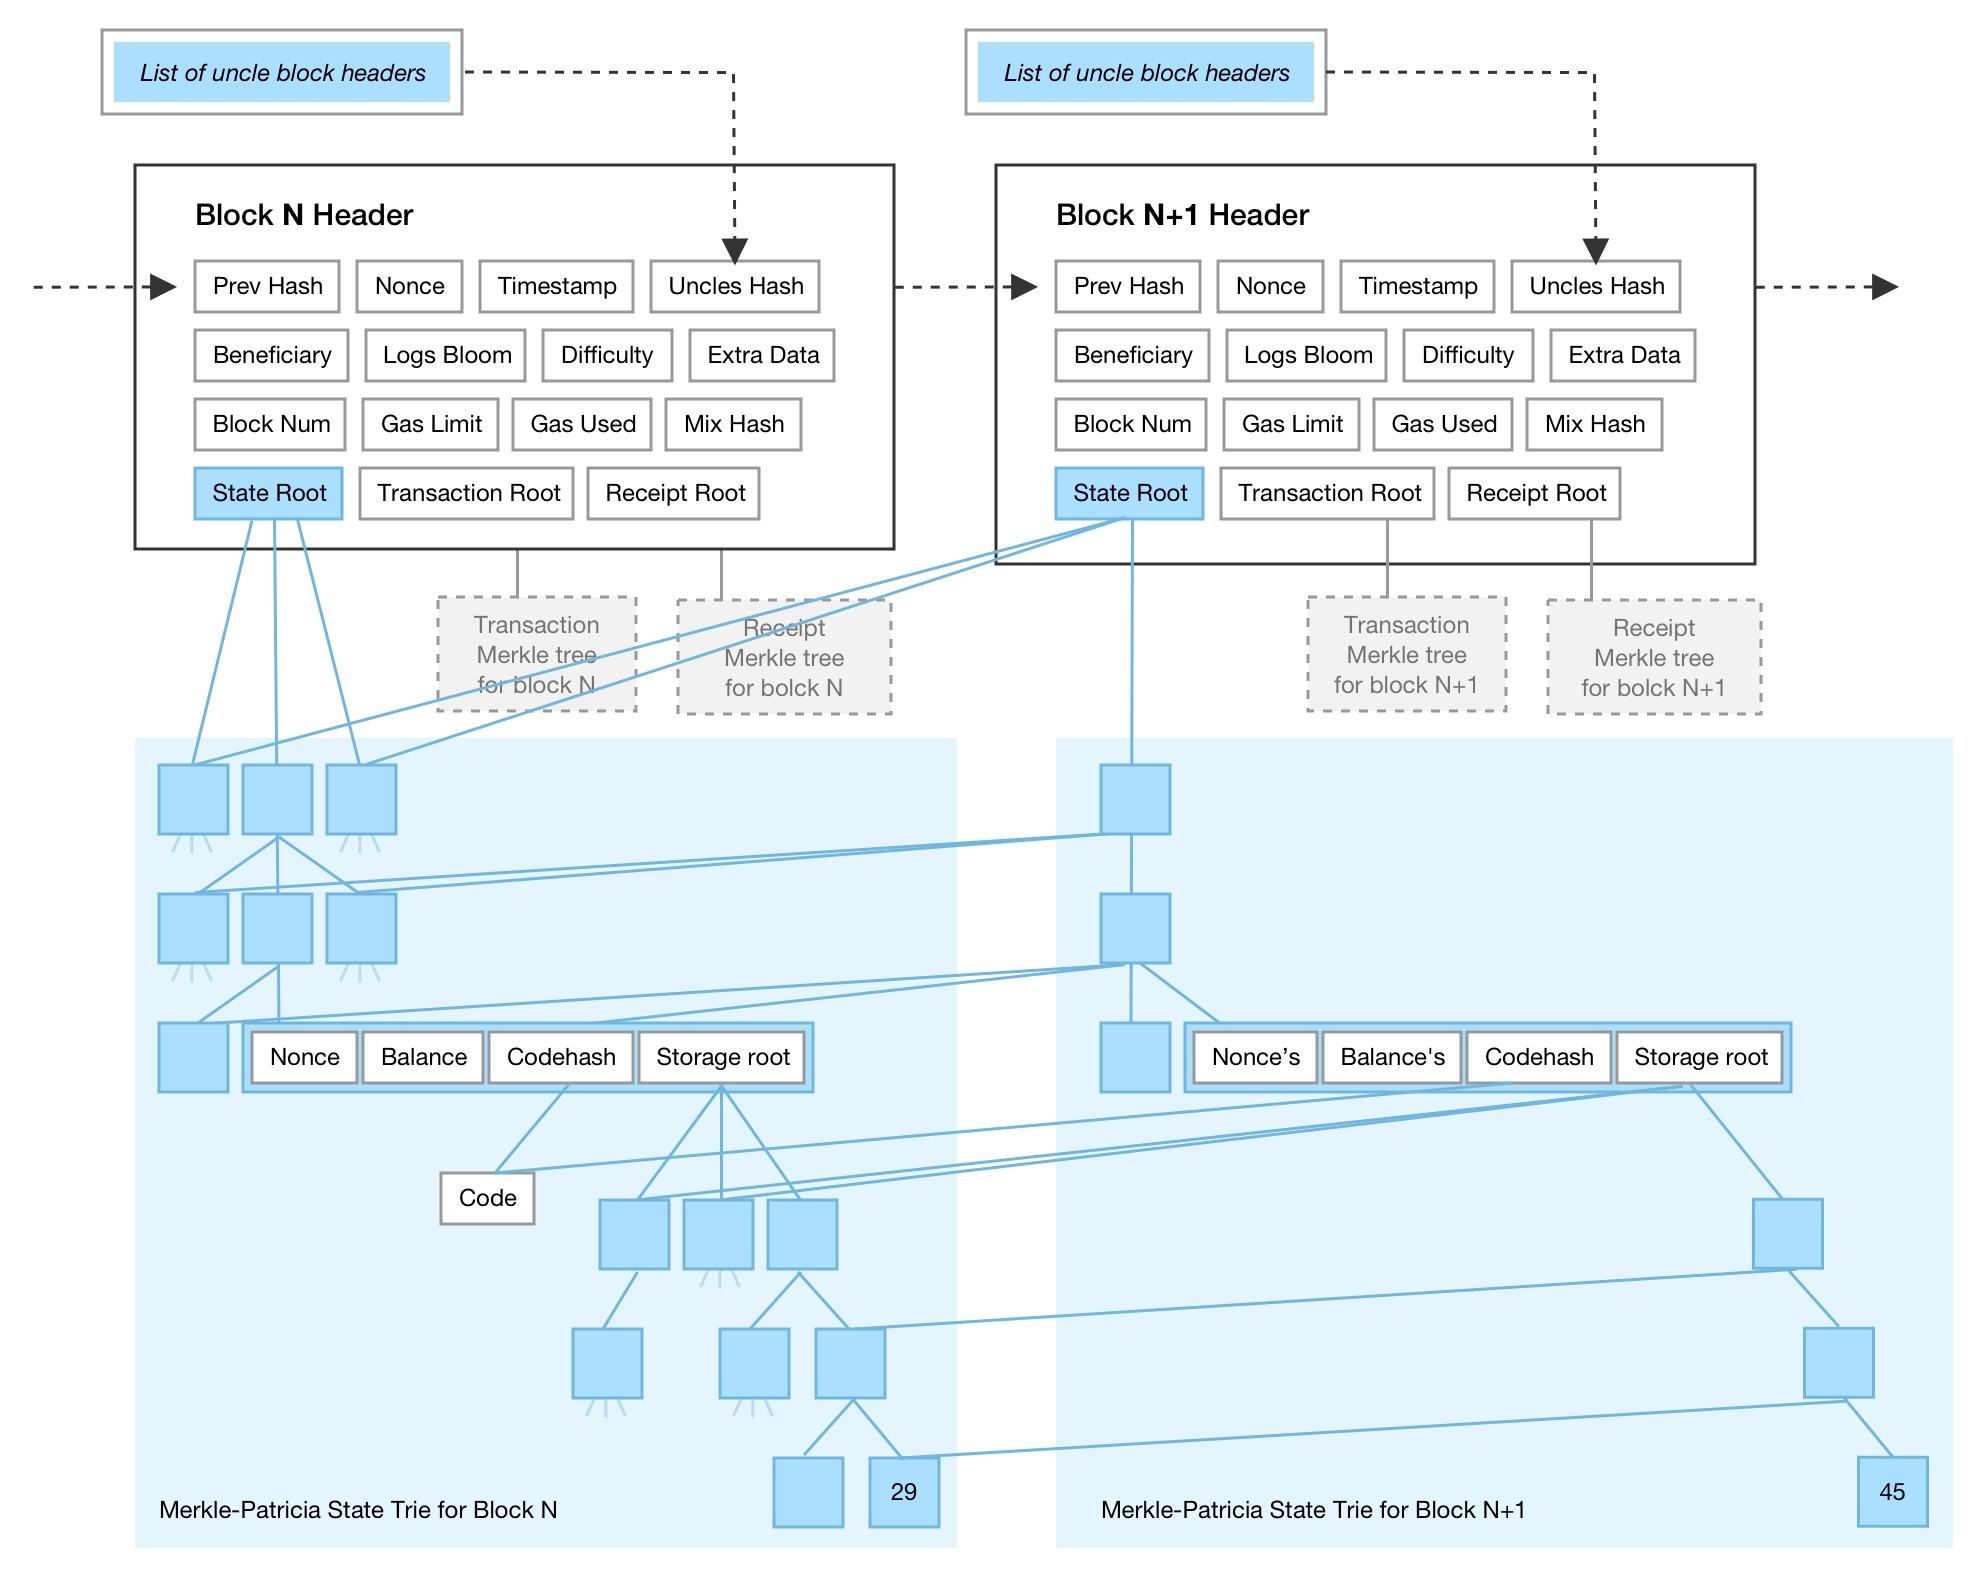 List of uncle block headers
List of uncle block headers
Block N Header
Prev Hash Nonce Timestamp Uncles Hash
Beneficiary Logs Bloom Difficulty Extra Data
Block Num Gas Limit Gas Used Mix Hash
State Root Transaction Root Receipt Root
Block N+1 Header
Prev Hash Nonce Timestamp Uncles Hash
Beneficiary Logs Bloom Difficulty Extra Data
Block Num Gas Limit Gas Used Mix Hash
State Root Transaction Root Receipt Root
Transaction
Merkle tree
for block N
Receipt
Merkle tree
for bolck N
Transaction
Merkle tree
for block N+1
Receipt
Merkle tree
for bolck N+1
Nonce Balance Codehash Storage root
Code
29
Merkle-Patricia State Trie for Block N
Nonce’s Balance's Codehash Storage root
45
Merkle-Patricia State Trie for Block N+1